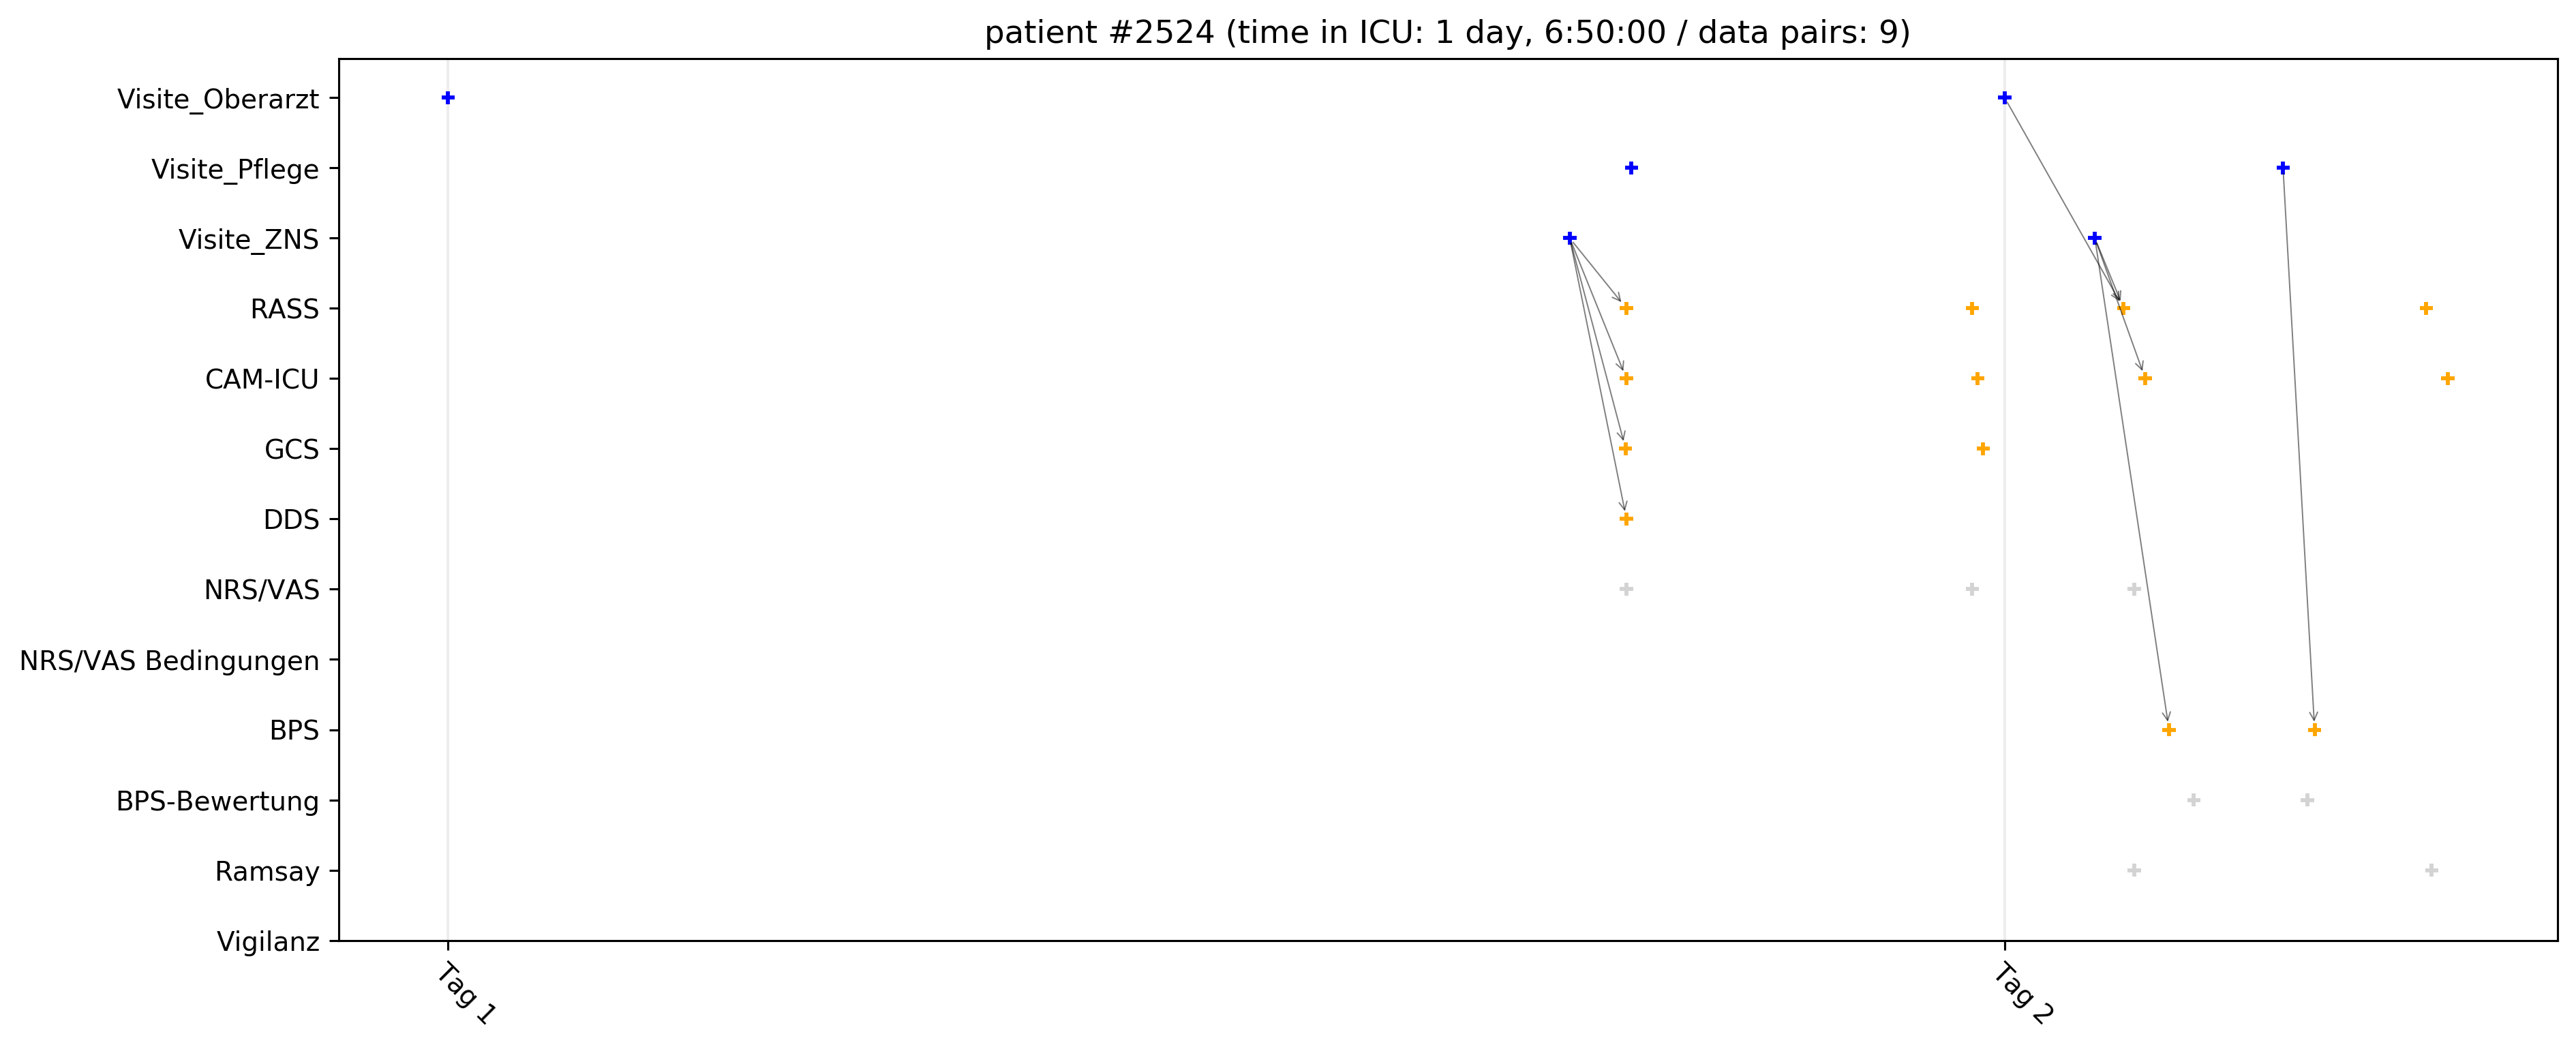 patient #2524 (time in ICU: 1 day, 6:50:00 / data pairs: 9)
Visite_Oberarzt
Visite_Pflege
Visite_ZNS
RASS
CAM-ICU
GCS
DDS
NRS/VAS
NRS/VAS Bedingungen
BPS
BPS-Bewertung
Ramsay
Vigilanz
Tag 1
Tag 2